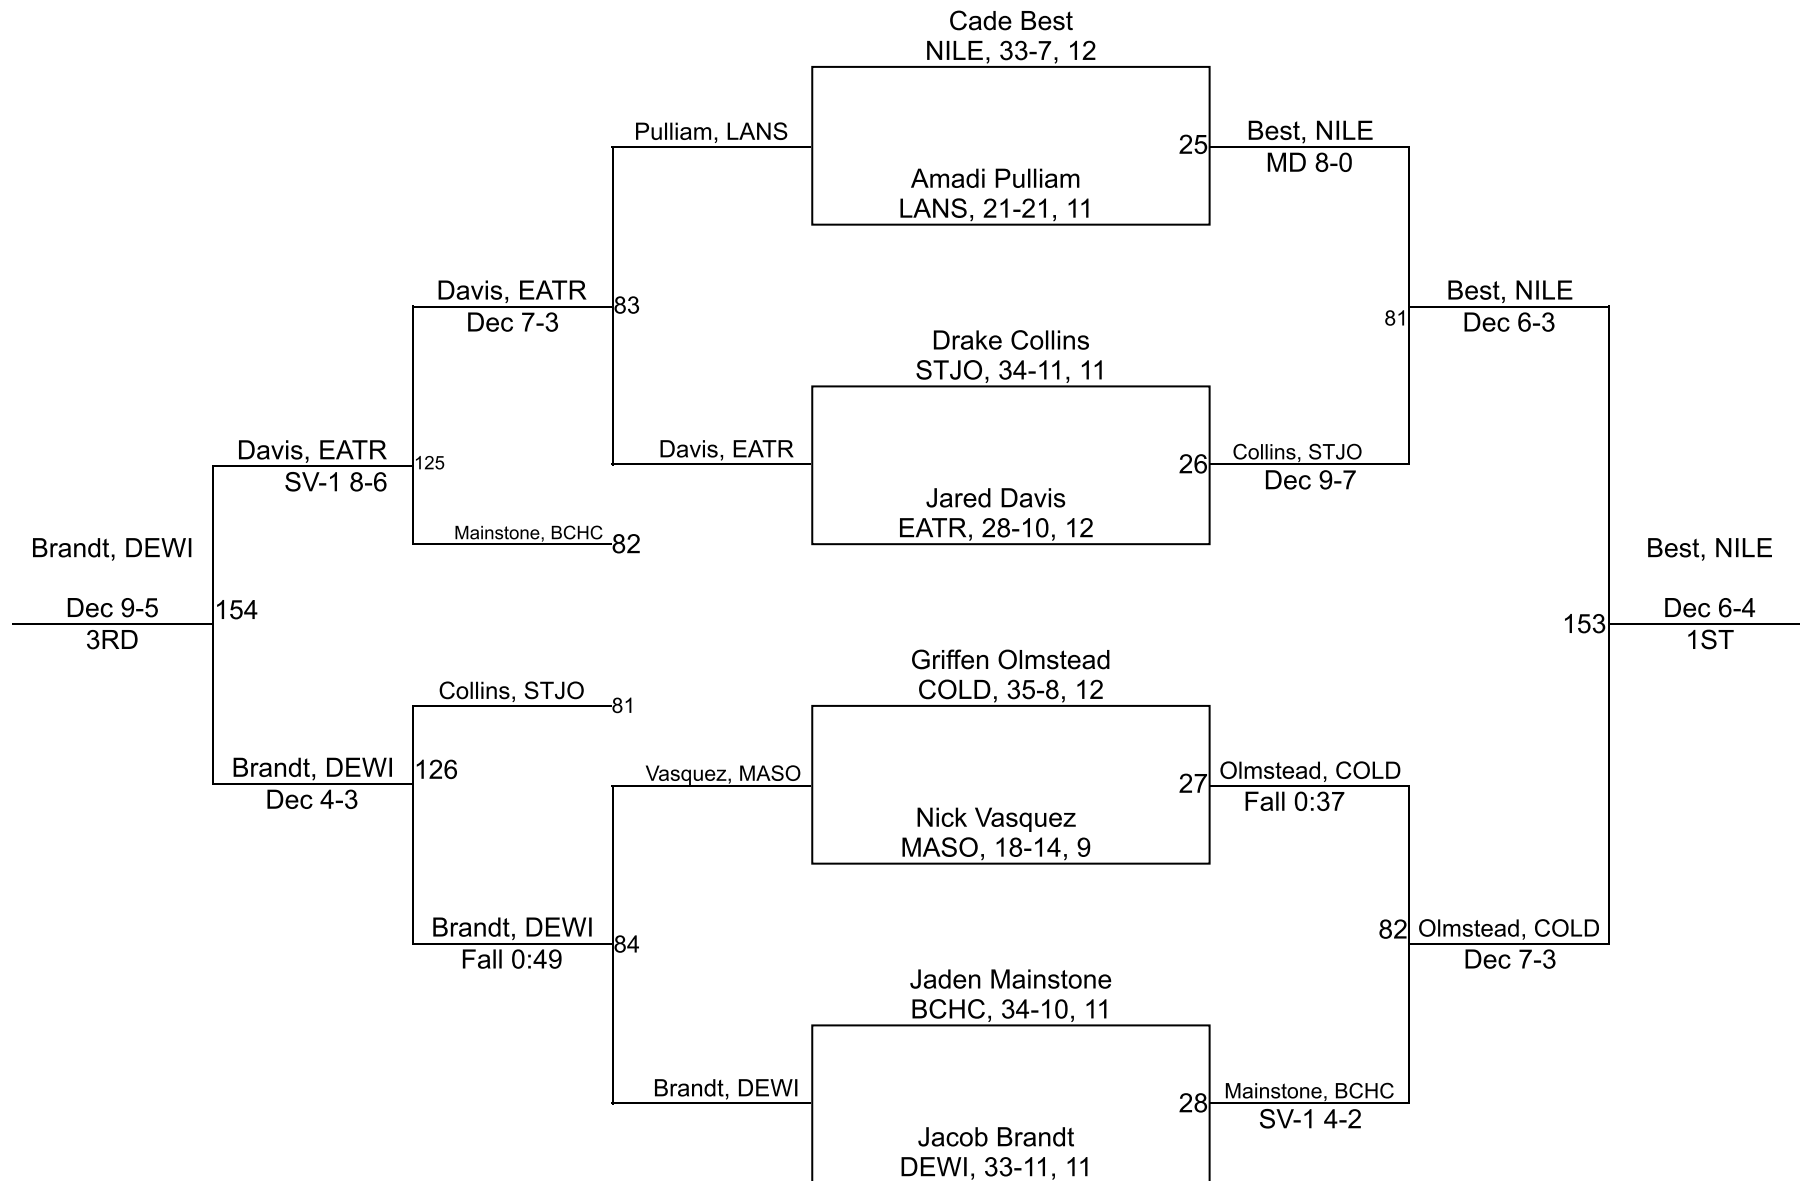 Cade Best
NILE, 33-7, 12
Pulliam, LANS
25
Best, NILE
MD 8-0
Amadi Pulliam
LANS, 21-21, 11
Davis, EATR
Dec 7-3
83
81
Best, NILE
Dec 6-3
Drake Collins
STJO, 34-11, 11
Davis, EATR
SV-1 8-6
125
Davis, EATR
26
Collins, STJO
Dec 9-7
Jared Davis
EATR, 28-10, 12
Mainstone, BCHC
82
Brandt, DEWI
Dec 9-5
3RD
154
Best, NILE
153
Dec 6-4
1ST
Griffen Olmstead
COLD, 35-8, 12
Collins, STJO
81
Brandt, DEWI
Dec 4-3
126
Vasquez, MASO
27
Olmstead, COLD
Fall 0:37
Nick Vasquez
MASO, 18-14, 9
Brandt, DEWI
Fall 0:49
84
82
Olmstead, COLD
Dec 7-3
Jaden Mainstone
BCHC, 34-10, 11
Brandt, DEWI
28
Mainstone, BCHC
SV-1 4-2
Jacob Brandt
DEWI, 33-11, 11